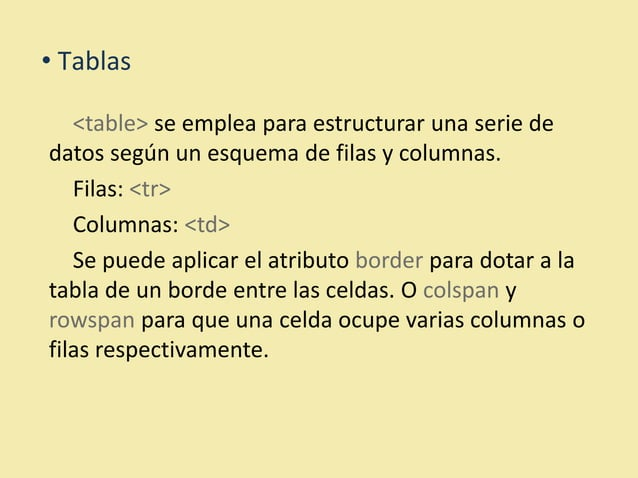 • Tablas
<table> se emplea para estructurar una serie de
datos según un esquema de filas y columnas.
Filas: <tr>
Columnas: <td>
Se puede aplicar el atributo border para dotar a la
tabla de un borde entre las celdas. O colspan y
rowspan para que una celda ocupe varias columnas o
filas respectivamente.